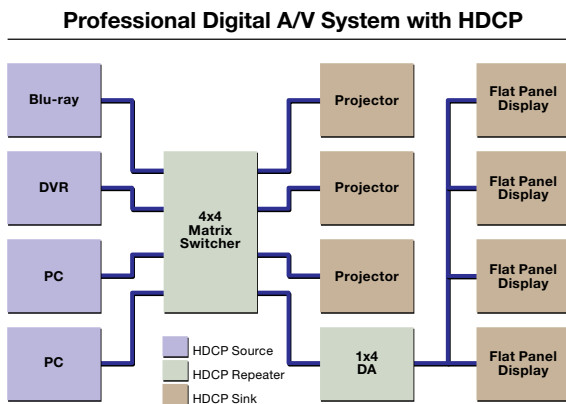 Professional Digital A/V System with HDCP
Blu-ray
Projector
Flat Panel
Display
DVR
Projector
Flat Panel
Display
4x4
Matrix
Switcher
PC
Projector
Flat Panel
Display
PC
1x4
DA
Flat Panel
Display
HDCP Source
HDCP Repeater
HDCP Sink